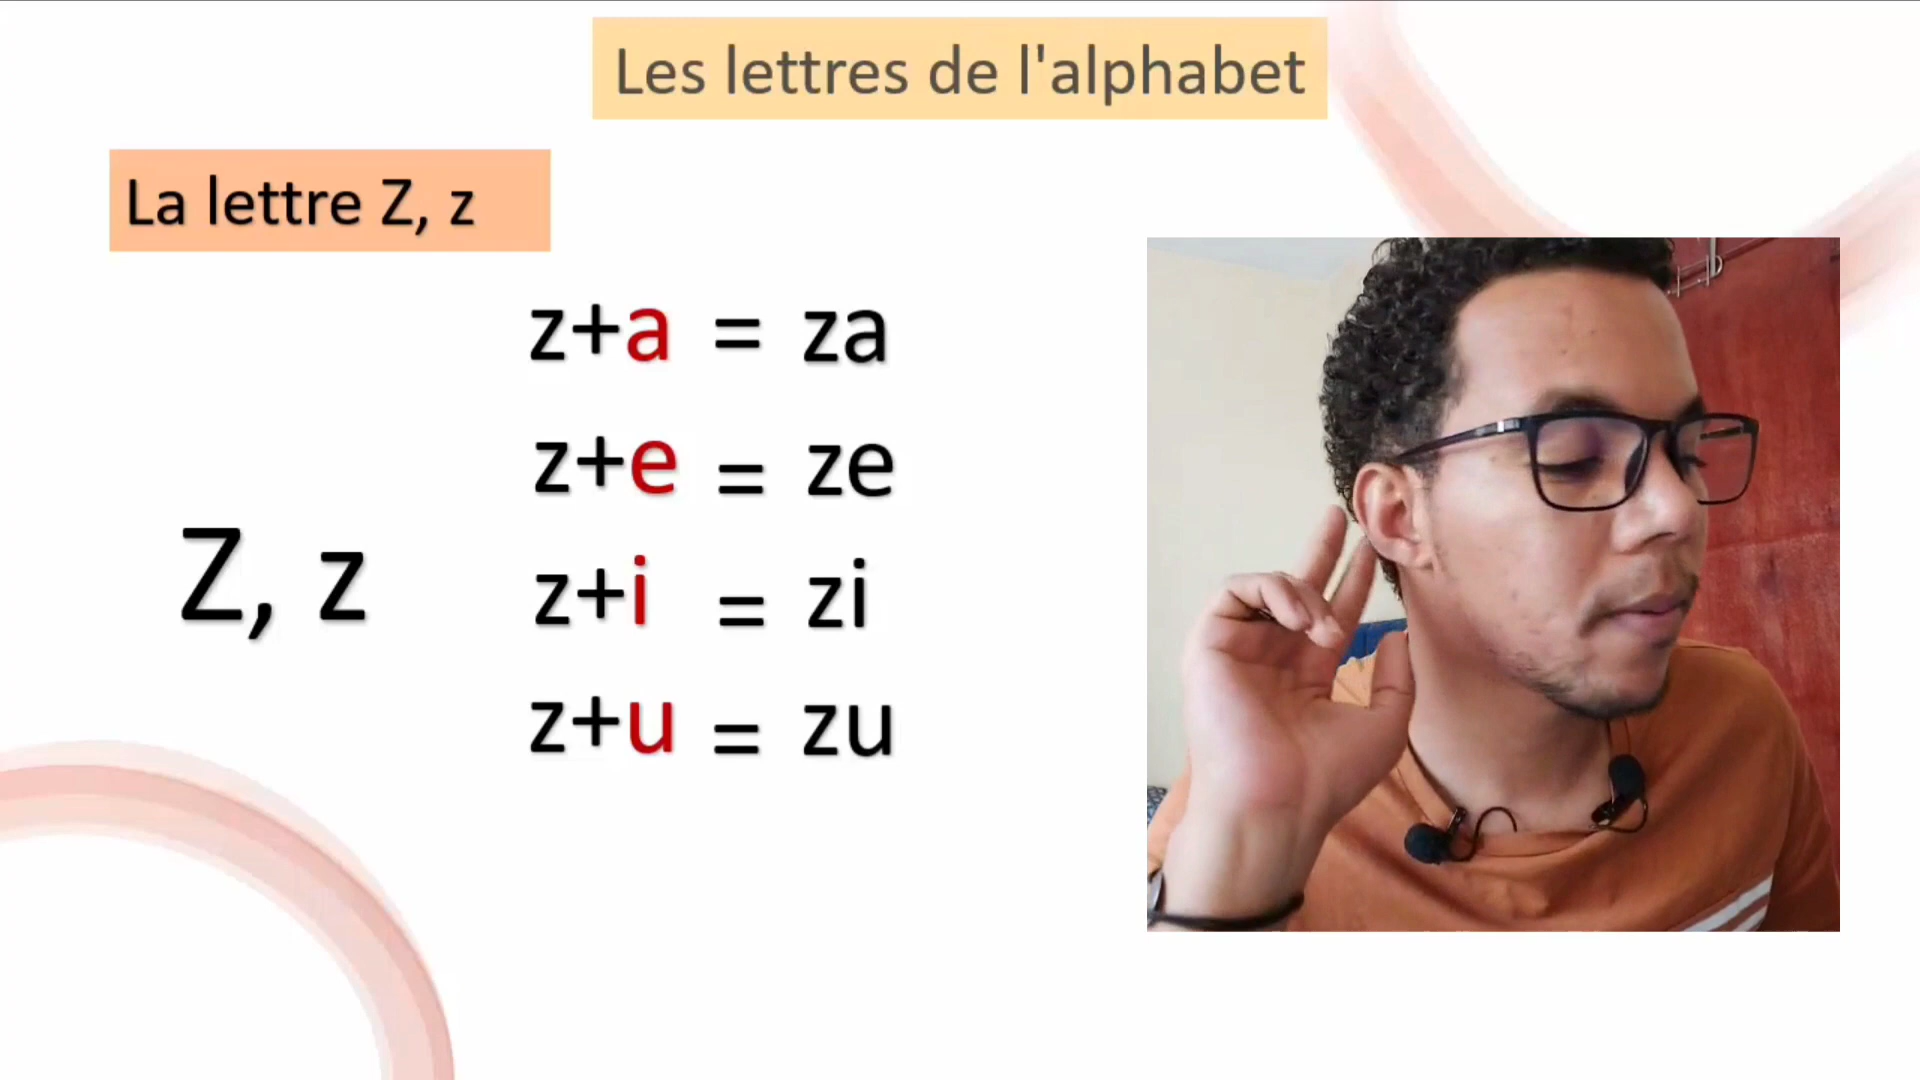 Les lettres de l'alphabet
La lettre Z, z
z+a = za
z+e = ze
Z, z
z+i = zi
z+u = zu